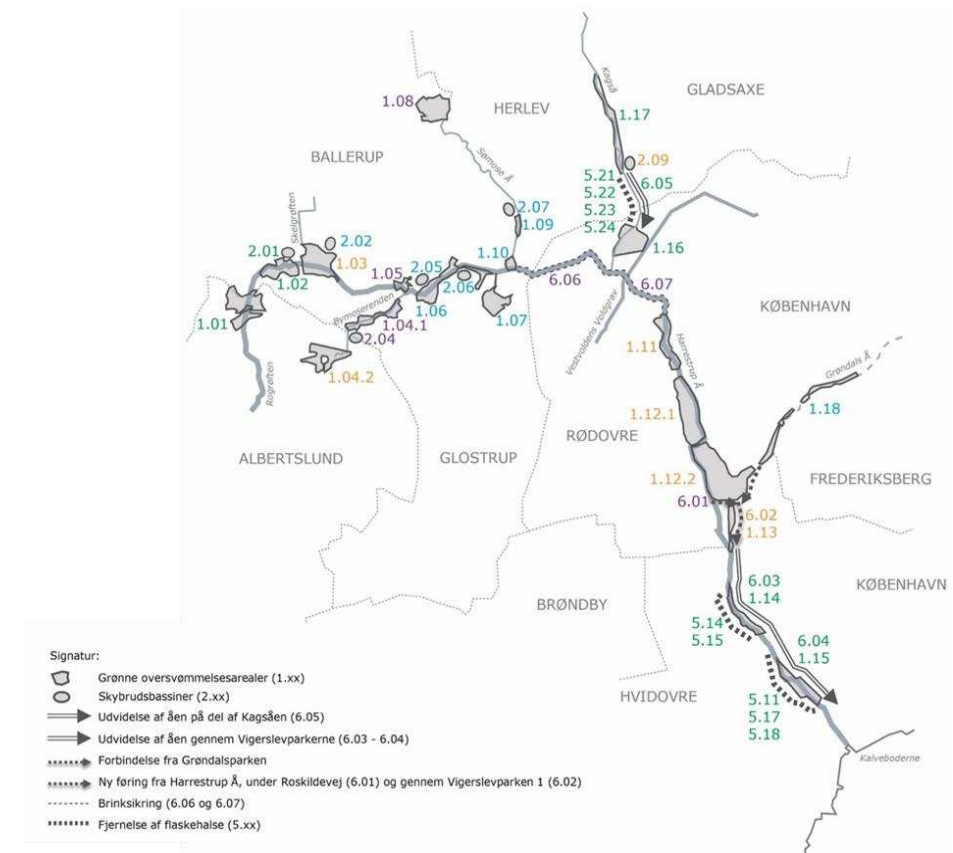 Kagså
GLADSAXE
1.08
HERLEV
1.17
BALLERUP
Sømose Å
2.09
5.21
5.22
5.23
5.24
6.05
Skelgrøften
2.07
1.09
2.01
2.02
1.03
1.02
1.10
1.16
1.05
2.05
2.06
6.06
6.07
1.01
Bymoserenden
1.06
1.07
KØBENHAVN
1.04.1
2.04
Vestvoldens Voldgrav
1.11
Harrestrup Å
1.04.2
Rogrøften
Grøndals Å
1.18
1.12.1
RØDOVRE
ALBERTSLUND
GLOSTRUP
1.12.2
FREDERIKSBERG
6.01
6.02
1.13
6.03
1.14
KØBENHAVN
BRØNDBY
5.14
5.15
6.04
1.15
HVIDOVRE
5.11
5.17
5.18
Kalveboderne
Signatur:
Grønne oversvømmelsesarealer (1.xx)
Skybrudsbassiner (2.xx)
Udvidelse af åen på del af Kagsåen (6.05)
Udvidelse af åen gennem Vigerslevparkerne (6.03 - 6.04)
Forbindelse fra Grøndalsparken
Ny føring fra Harrestrup Å, under Roskildevej (6.01) og gennem Vigerslevparken 1 (6.02)
Brinksikring (6.06 og 6.07)
Fjernelse af flaskehalse (5.xx)